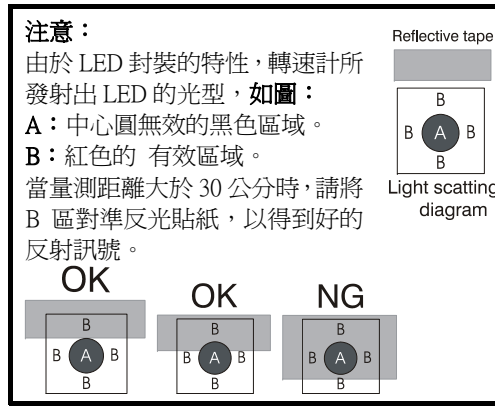 注意：
由於 LED 封裝的特性，轉速計所
發射出 LED 的光型，如圖：
A：中心圓無效的黑色區域。
B：紅色的 有效區域。
當量測距離大於 30 公分時，請將
B 區對準反光貼紙，以得到好的
反射訊號。
Reflective tape
B
B A B
B
Light scatting
diagram
OK
B
B A B
B
OK
B
B A B
B
NG
B
B A B
B